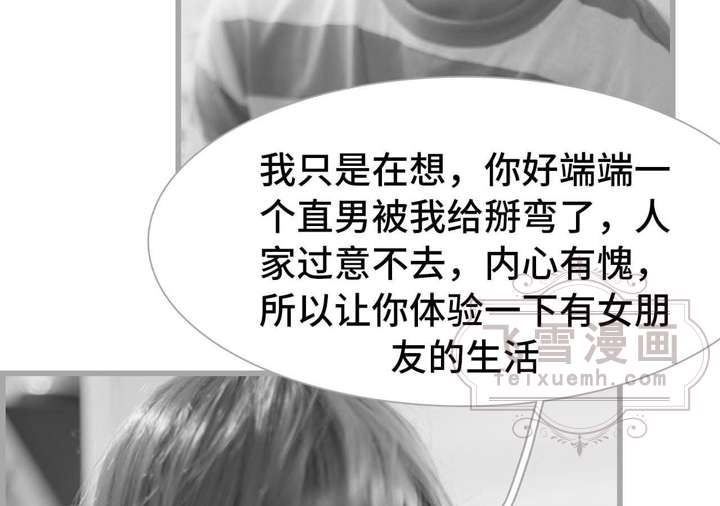 我只是在想，你好端端一
个直男被我给掰弯了，人
家过意不去，内心有愧，
所以让你体验一下有女朋
友的生活
飞雪漫画
feixuemh.com